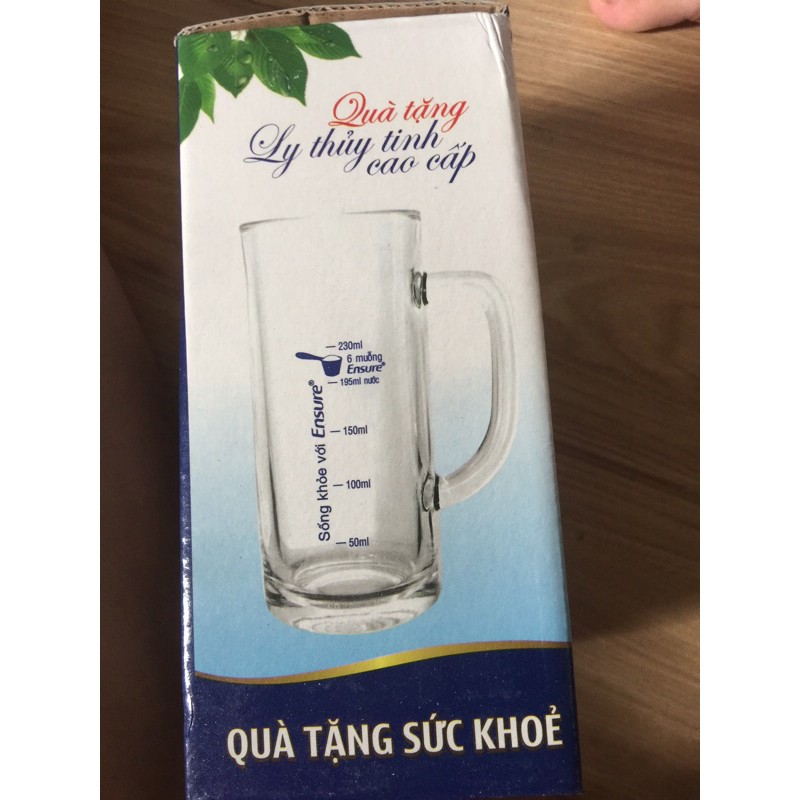 Quà tặng
Ly thủy tinh
cao cấp
230ml
6 muỗng
Ensure®
195ml nước
150ml
100ml
50ml
Sống khỏe với Ensure®
QUÀ TẶNG SỨC KHOẺ